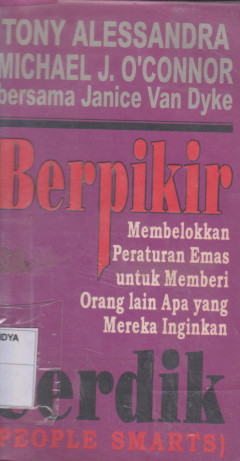 TONY ALESSANDRA
MICHAEL J. O'CONNOR
bersama Janice Van Dyke
Berpikir
Membelokkan
Peraturan Emas
untuk Memberi
Orang lain Apa yang
Mereka Inginkan
DYA
erdik
(PEOPLE SMARTS)